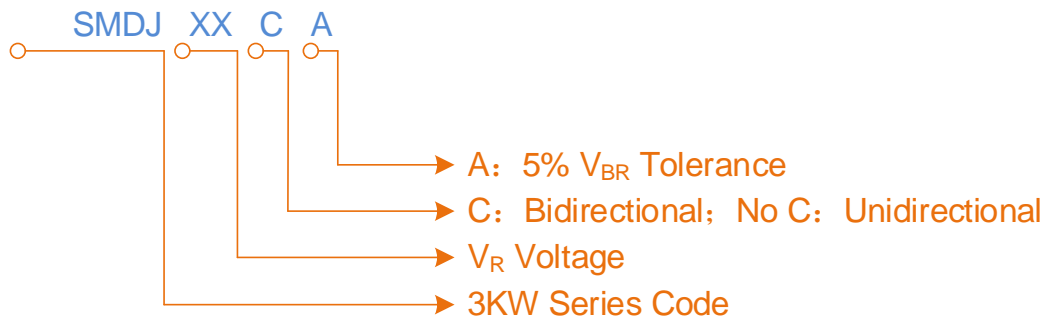 SMDJ XX C A
A：5% VBR Tolerance
C：Bidirectional；No C：Unidirectional
VR Voltage
3KW Series Code